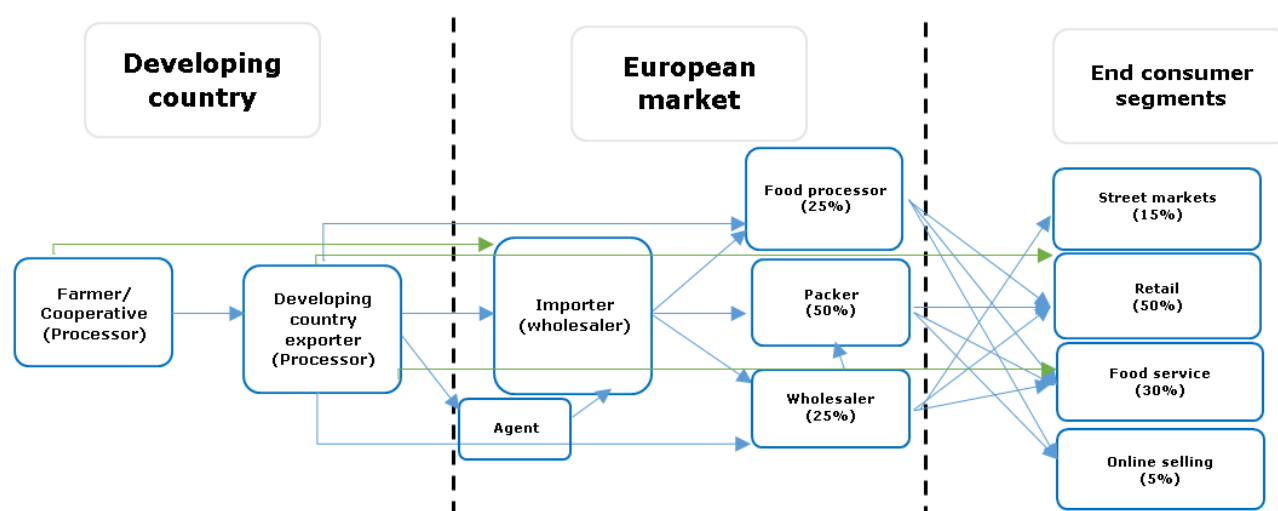 Developing
country
European
market
End consumer
segments
Farmer/
Cooperative
(Processor)
Developing
country
exporter
(Processor)
Agent
Importer
(wholesaler)
Food processor
(25%)
Packer
(50%)
Wholesaler
(25%)
Street markets
(15%)
Retail
(50%)
Food service
(30%)
Online selling
(5%)